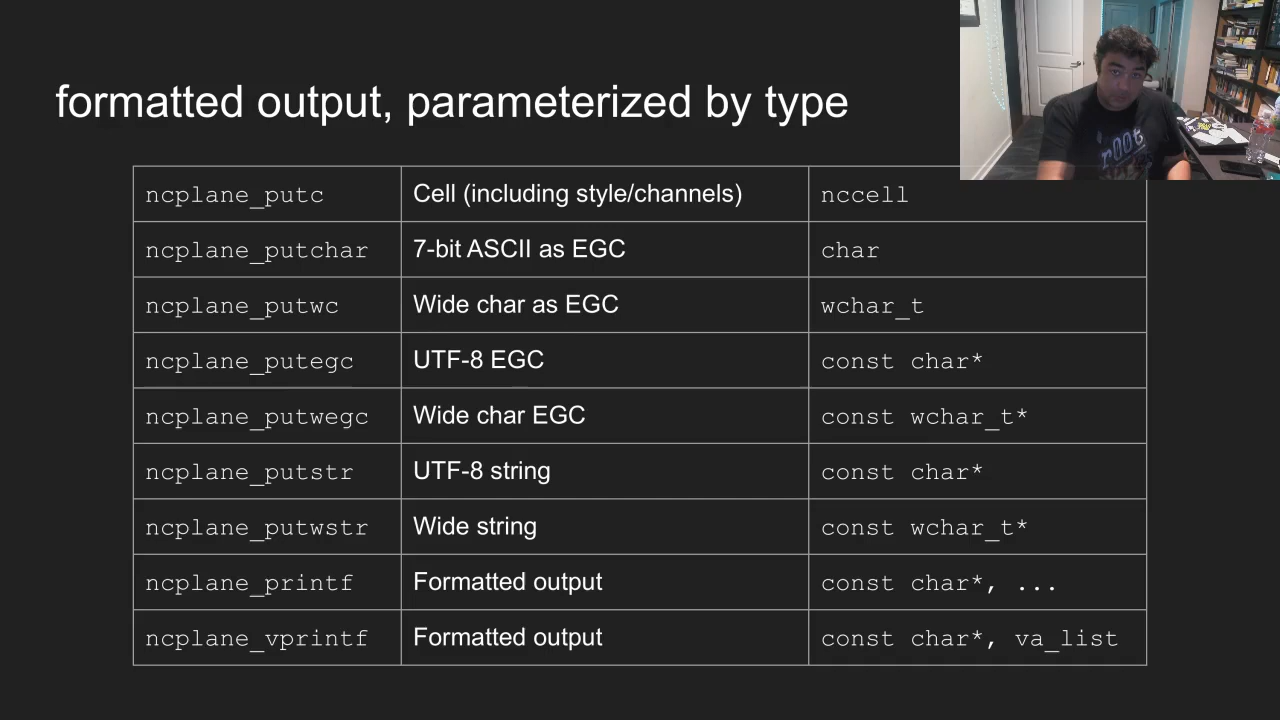 formatted output, parameterized by type
ncplane_putc Cell (including style/channels) nccell
ncplane_putchar 7-bit ASCII as EGC char
ncplane_putwc Wide char as EGC wchar_t
ncplane_putegc UTF-8 EGC const char*
ncplane_putwegc Wide char EGC const wchar_t*
ncplane_putstr UTF-8 string const char*
ncplane_putwstr Wide string const wchar_t*
ncplane_printf Formatted output const char*, ...
ncplane_vprintf Formatted output const char*, va_list
root